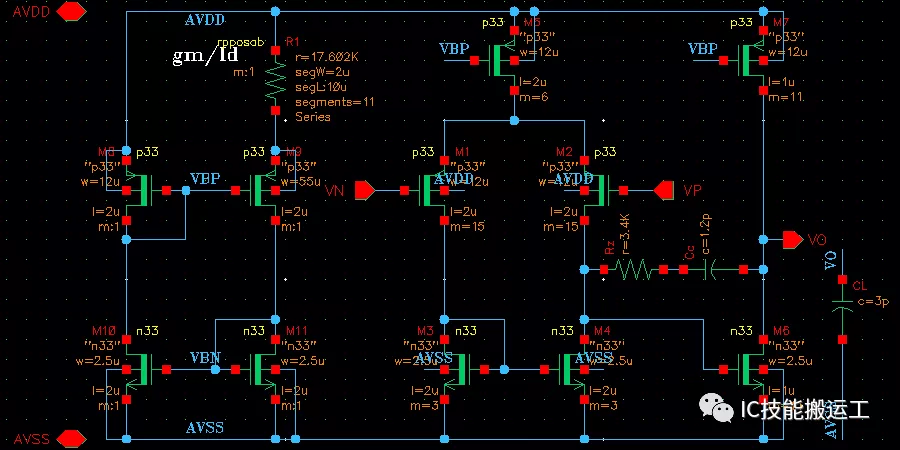 AVDD
AVDD
gm/Id
rpposab
m:1
R1
r=17.602K
segW=2u
segL:10u
segments=11
Series
VBP
p33
M5
"p33"
w=12u
l=2u
m=6
VBP
p33
M7
"p33"
w=12u
l=1u
m=11.
p33
"p33"
w=12u
l=2u
m:1
VBP
p33
M9
"p33"
w=55u
l=2u
m:1
VN
p33
M1
"p33"
w=12u
AVDD
l=2u
m=15
M2
p33
"p33"
AVDD
l=2u
m=15
VP
Rz
r=3.4K
Cc
c=1.2p
VO
VO
CL
c=3p
M10
n33
"n33"
w=2.5u
l=2u
m:1
VBN
n33
M11
"n33"
w=2.5u
l=2u
m:1
M3
n33
"n33"
AVSS
l=2u
m=3
n33
M4
"n33"
w=2.5u
AVSS
l=2u
m=3
n33
M6
"n33"
w=2.5u
l=1u
IC技能搬运工
AVSS
AVSS